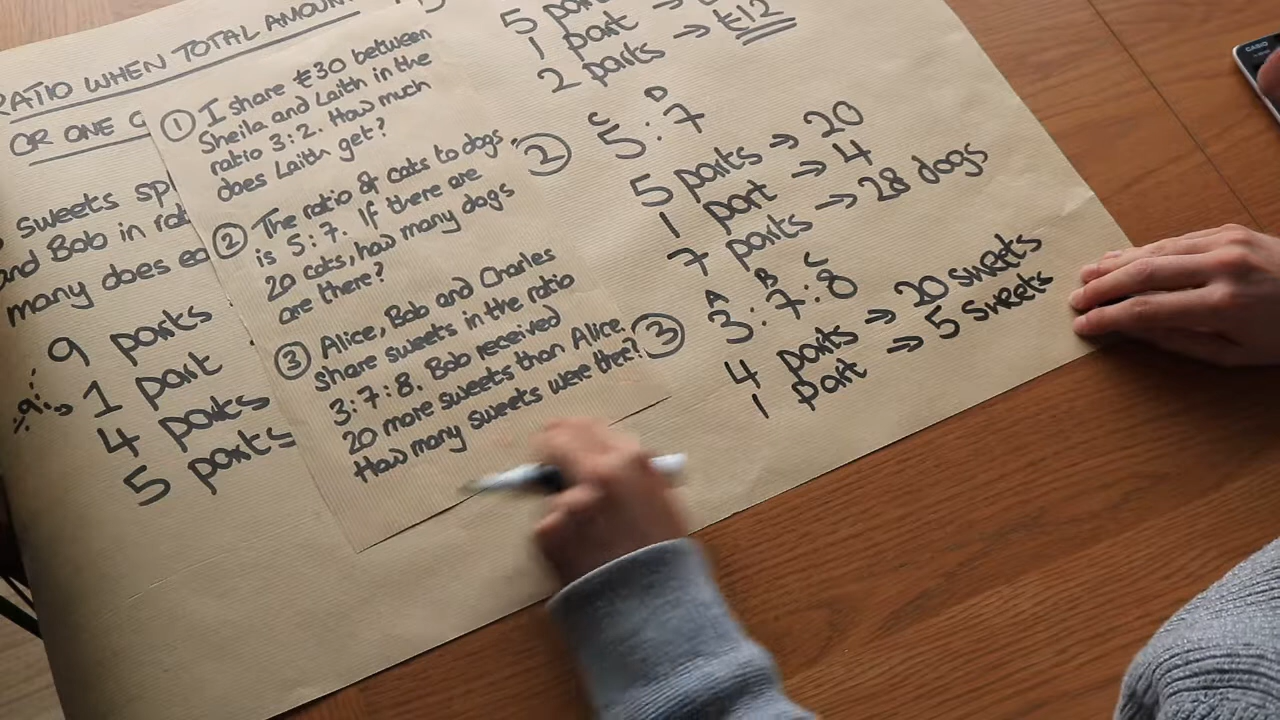 RATIO WHEN TOTAL AMOUNT
OR ONE
sweets
and Bob in
many does
9 parts
÷9
1 part
4 parts
5 parts
① I share £30 between
Sheila and Laith in the
ratio 3:2. How much
does Laith get?
② The ratio of cats to dogs
is 5:7. If there are
20 cats, how many dogs
are there?
③ Alice, Bob and Charles
share sweets in the ratio
3:7:8. Bob received
20 more sweets than Alice.
How many sweets were there?
5
1 part →
2 parts → £12
②
C D
5:7
5 parts → 20
1 part → 4
7 parts → 28 dogs
③
A B C
3:7:8
4 parts → 20 sweets
1 part → 5 sweets
CASIO